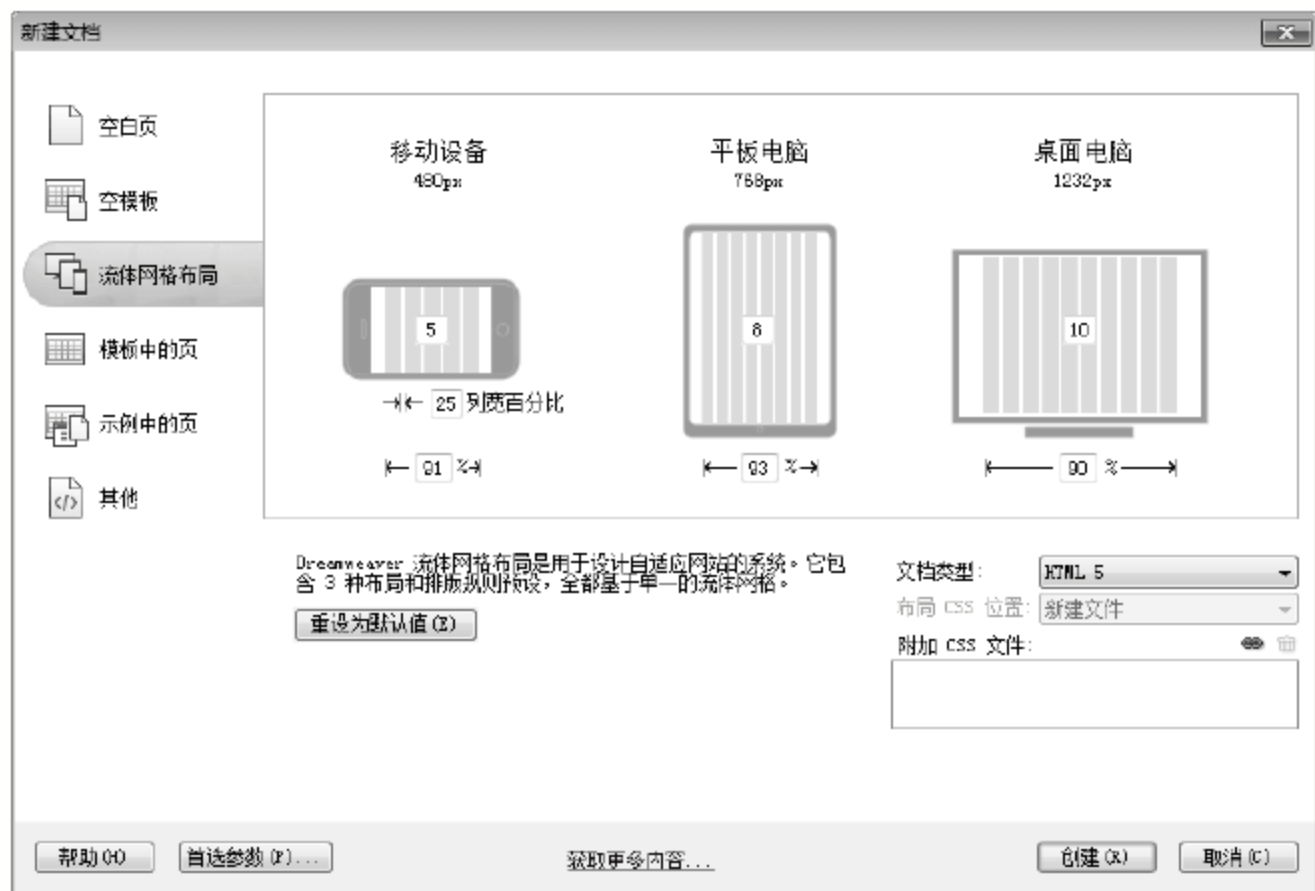 新建文档
空白页
空模板
流体网格布局
模板中的页
示例中的页
其他
移动设备
480px
5
25 列宽百分比
91 %
平板电脑
768px
8
93 %
桌面电脑
1232px
10
90 %
Dreamweaver 流体网格布局是用于设计自适应网站的系统。它包
含 3 种布局和排版规则预设，全都基于单一的流体网格。
重设为默认值(E)
文档类型:
HTML 5
布局 CSS 位置:
新建文件
附加 CSS 文件:
帮助(H)
首选参数(P)...
获取更多内容...
创建(R)
取消(C)